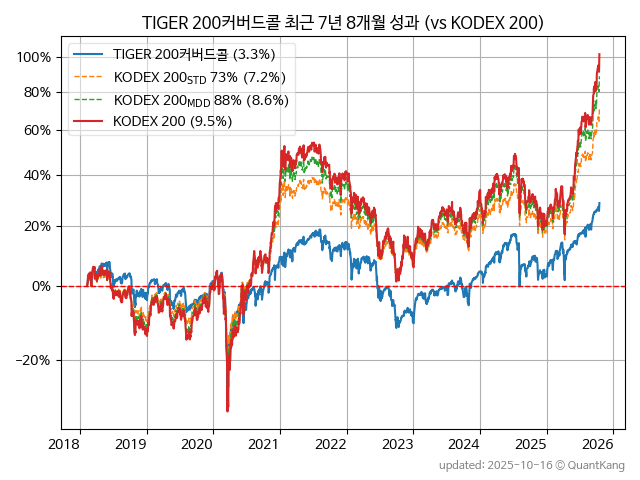 TIGER 200커버드콜 최근 7년 8개월 성과 (vs KODEX 200)
TIGER 200커버드콜 (3.3%)
KODEX 200STD 73% (7.2%)
KODEX 200MDD 88% (8.6%)
KODEX 200 (9.5%)
100%
80%
60%
40%
20%
0%
−20%
2018 2019 2020 2021 2022 2023 2024 2025 2026
updated: 2025-10-16 © QuantKang